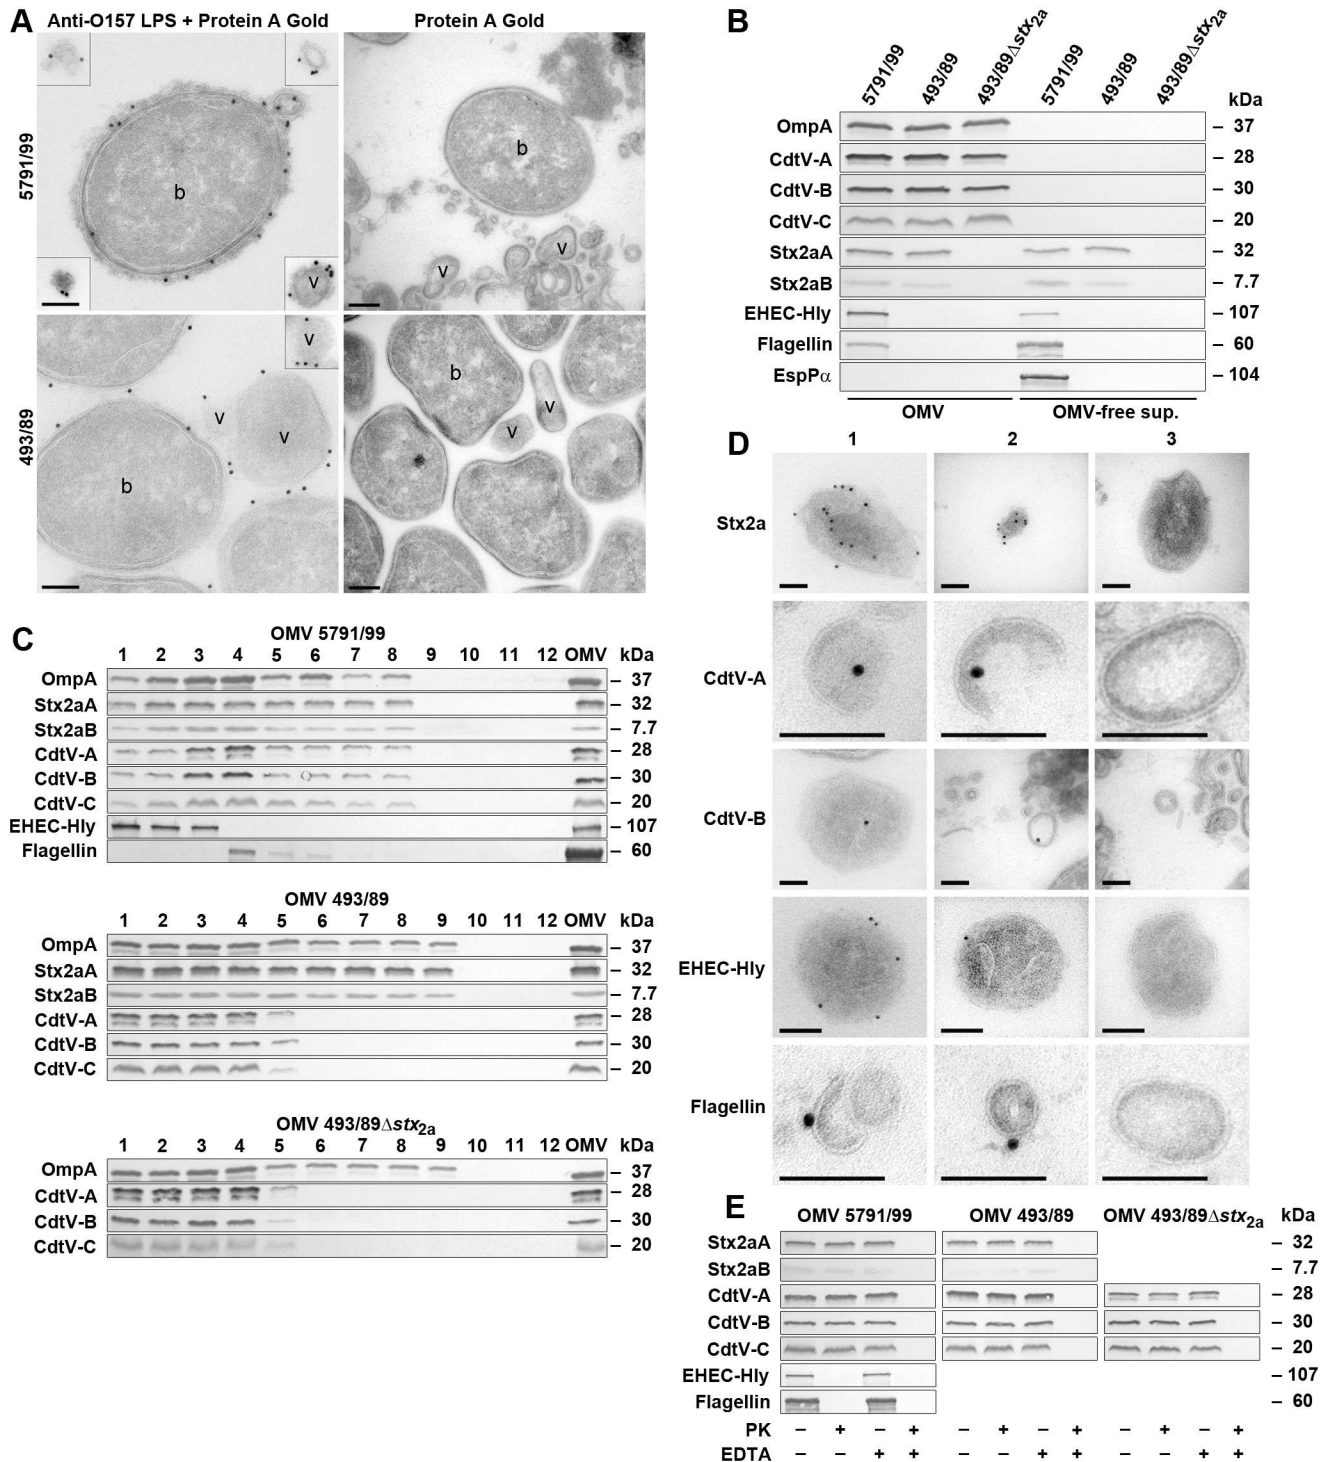 A
Anti-O157 LPS + Protein A Gold
Protein A Gold
5791/99
b
v
b
v
v
493/89
v
v
v
b
b
v
v
B
5791/99
493/89
493/89Δstx2a
5791/99
493/89
493/89Δstx2a
kDa
OmpA – 37
CdtV-A – 28
CdtV-B – 30
CdtV-C – 20
Stx2aA – 32
Stx2aB – 7.7
EHEC-Hly – 107
Flagellin – 60
EspPα – 104
OMV OMV-free sup.
C
OMV 5791/99
1 2 3 4 5 6 7 8 9 10 11 12 OMV kDa
OmpA – 37
Stx2aA – 32
Stx2aB – 7.7
CdtV-A – 28
CdtV-B – 30
CdtV-C – 20
EHEC-Hly – 107
Flagellin – 60
OMV 493/89
1 2 3 4 5 6 7 8 9 10 11 12 OMV kDa
OmpA – 37
Stx2aA – 32
Stx2aB – 7.7
CdtV-A – 28
CdtV-B – 30
CdtV-C – 20
OMV 493/89Δstx2a
1 2 3 4 5 6 7 8 9 10 11 12 OMV kDa
OmpA – 37
CdtV-A – 28
CdtV-B – 30
CdtV-C – 20
D
1 2 3
Stx2a
CdtV-A
CdtV-B
EHEC-Hly
Flagellin
E
OMV 5791/99 OMV 493/89 OMV 493/89Δstx2a kDa
Stx2aA – 32
Stx2aB – 7.7
CdtV-A – 28
CdtV-B – 30
CdtV-C – 20
EHEC-Hly – 107
Flagellin – 60
PK – + – + – + – + – + – +
EDTA – – + + – – + + – – + +